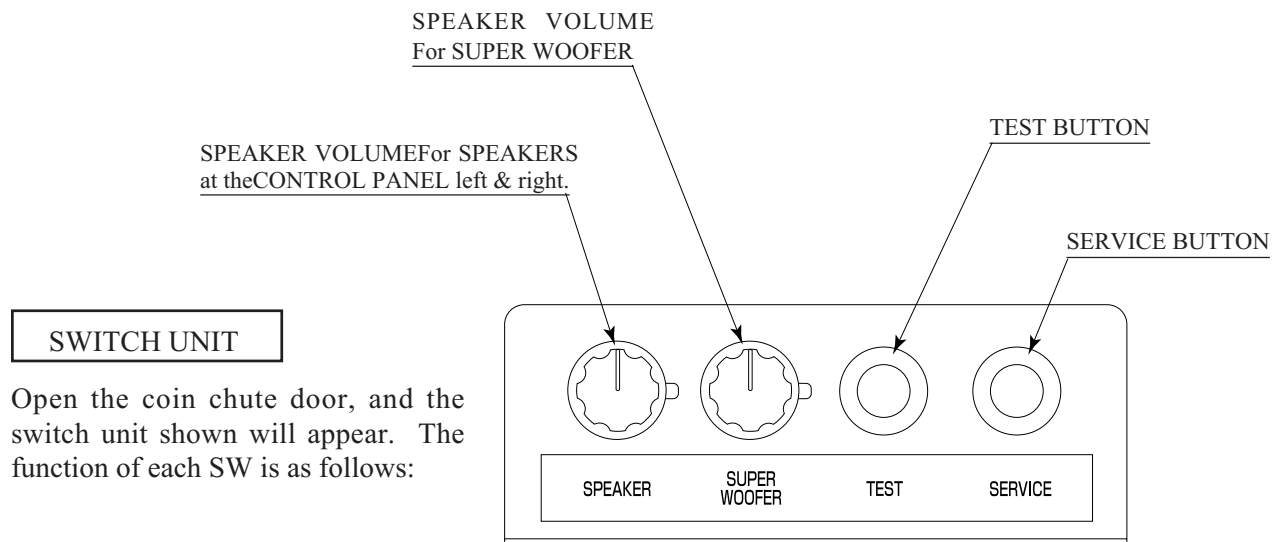 SPEAKER VOLUME
For SUPER WOOFER
TEST BUTTON
SPEAKER VOLUMEFor SPEAKERS
at theCONTROL PANEL left & right.
SERVICE BUTTON
SWITCH UNIT
Open the coin chute door, and the
switch unit shown will appear. The
function of each SW is as follows:
SPEAKER
SUPER
WOOFER
TEST
SERVICE